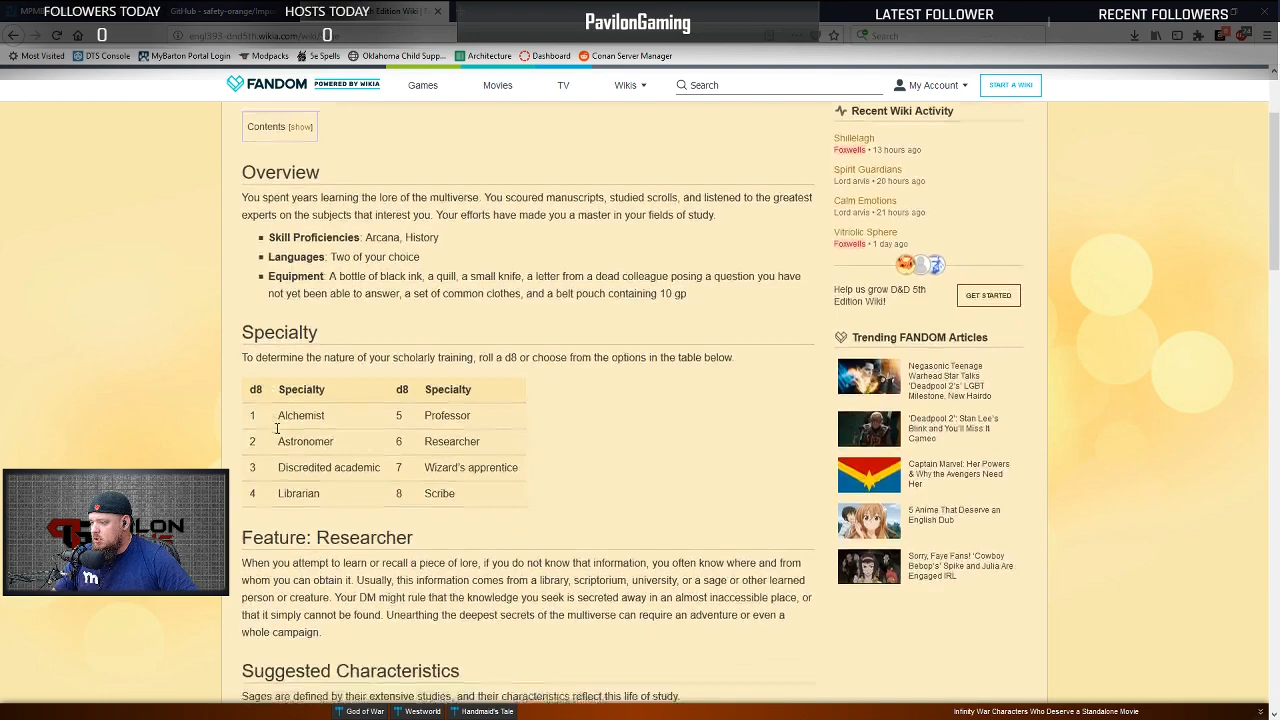 FOLLOWERS TODAY
0
HOSTS TODAY
0
PavilonGaming
LATEST FOLLOWER
RECENT FOLLOWERS
GitHub - safety-orange/
h Edition Wiki
engl393-dnd5th.wikia.com/wiki/
Search
Most Visited
DTS Console
MyBarton Portal Login
Modpacks
5e Spells
Oklahoma Child Supp...
Architecture
Dashboard
Conan Server Manager
FANDOM
POWERED BY WIKIA
Games
Movies
TV
Wikis
Search
My Account
START A WIKI
Contents [show]
Overview
You spent years learning the lore of the multiverse. You scoured manuscripts, studied scrolls, and listened to the greatest
experts on the subjects that interest you. Your efforts have made you a master in your fields of study.
Skill Proficiencies: Arcana, History
Languages: Two of your choice
Equipment: A bottle of black ink, a quill, a small knife, a letter from a dead colleague posing a question you have
not yet been able to answer, a set of common clothes, and a belt pouch containing 10 gp
Specialty
To determine the nature of your scholarly training, roll a d8 or choose from the options in the table below.
d8 Specialty d8 Specialty
1 Alchemist 5 Professor
2 Astronomer 6 Researcher
3 Discredited academic 7 Wizard's apprentice
4 Librarian 8 Scribe
Feature: Researcher
When you attempt to learn or recall a piece of lore, if you do not know that information, you often know where and from
whom you can obtain it. Usually, this information comes from a library, scriptorium, university, or a sage or other learned
person or creature. Your DM might rule that the knowledge you seek is secreted away in an almost inaccessible place, or
that it simply cannot be found. Unearthing the deepest secrets of the multiverse can require an adventure or even a
whole campaign.
Suggested Characteristics
Sages are defined by their extensive studies, and their characteristics reflect this life of study.
Recent Wiki Activity
Shillelagh
Foxwells • 13 hours ago
Spirit Guardians
Lord arvis • 20 hours ago
Calm Emotions
Lord arvis • 21 hours ago
Vitriolic Sphere
Foxwells • 1 day ago
Help us grow D&D 5th
Edition Wiki!
GET STARTED
Trending FANDOM Articles
Negasonic Teenage
Warhead Star Talks
'Deadpool 2's' LGBT
Milestone, New Hairdo
'Deadpool 2': Stan Lee's
Blink and You'll Miss It
Cameo
Captain Marvel: Her Powers
& Why the Avengers Need
Her
5 Anime That Deserve an
English Dub
Sorry, Faye Fans! 'Cowboy
Bebop's' Spike and Julia Are
Engaged IRL
God of War
Westworld
Handmaid's Tale
Infinity War Characters Who Deserve a Standalone Movie